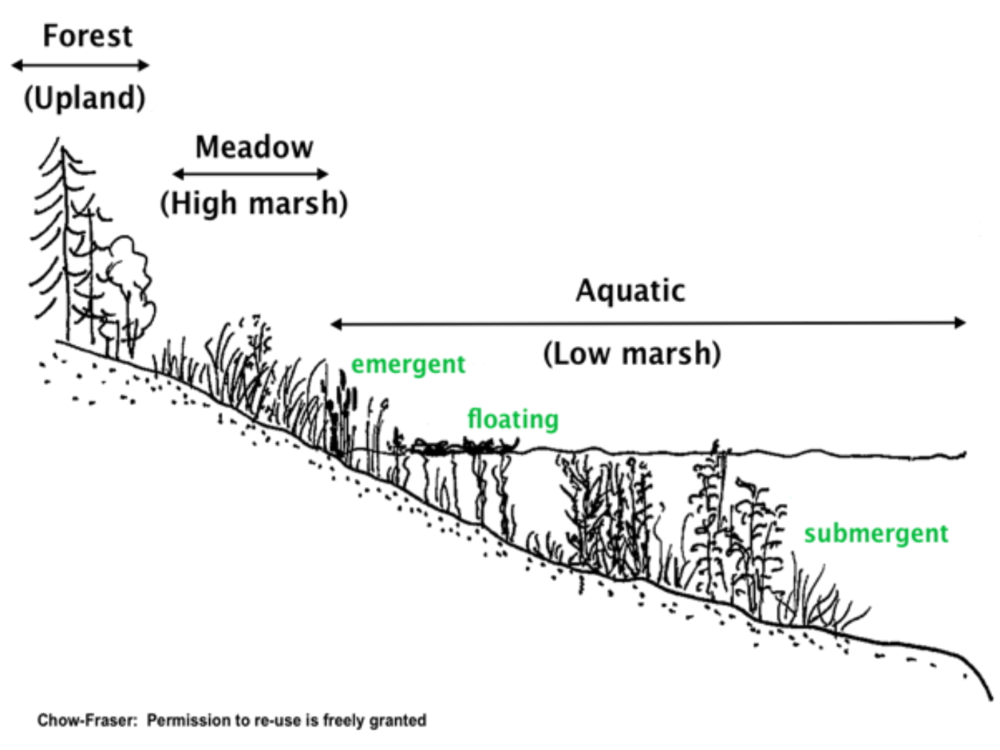 Forest
(Upland)
Meadow
(High marsh)
Aquatic
(Low marsh)
emergent
floating
submergent
Chow-Fraser: Permission to re-use is freely granted